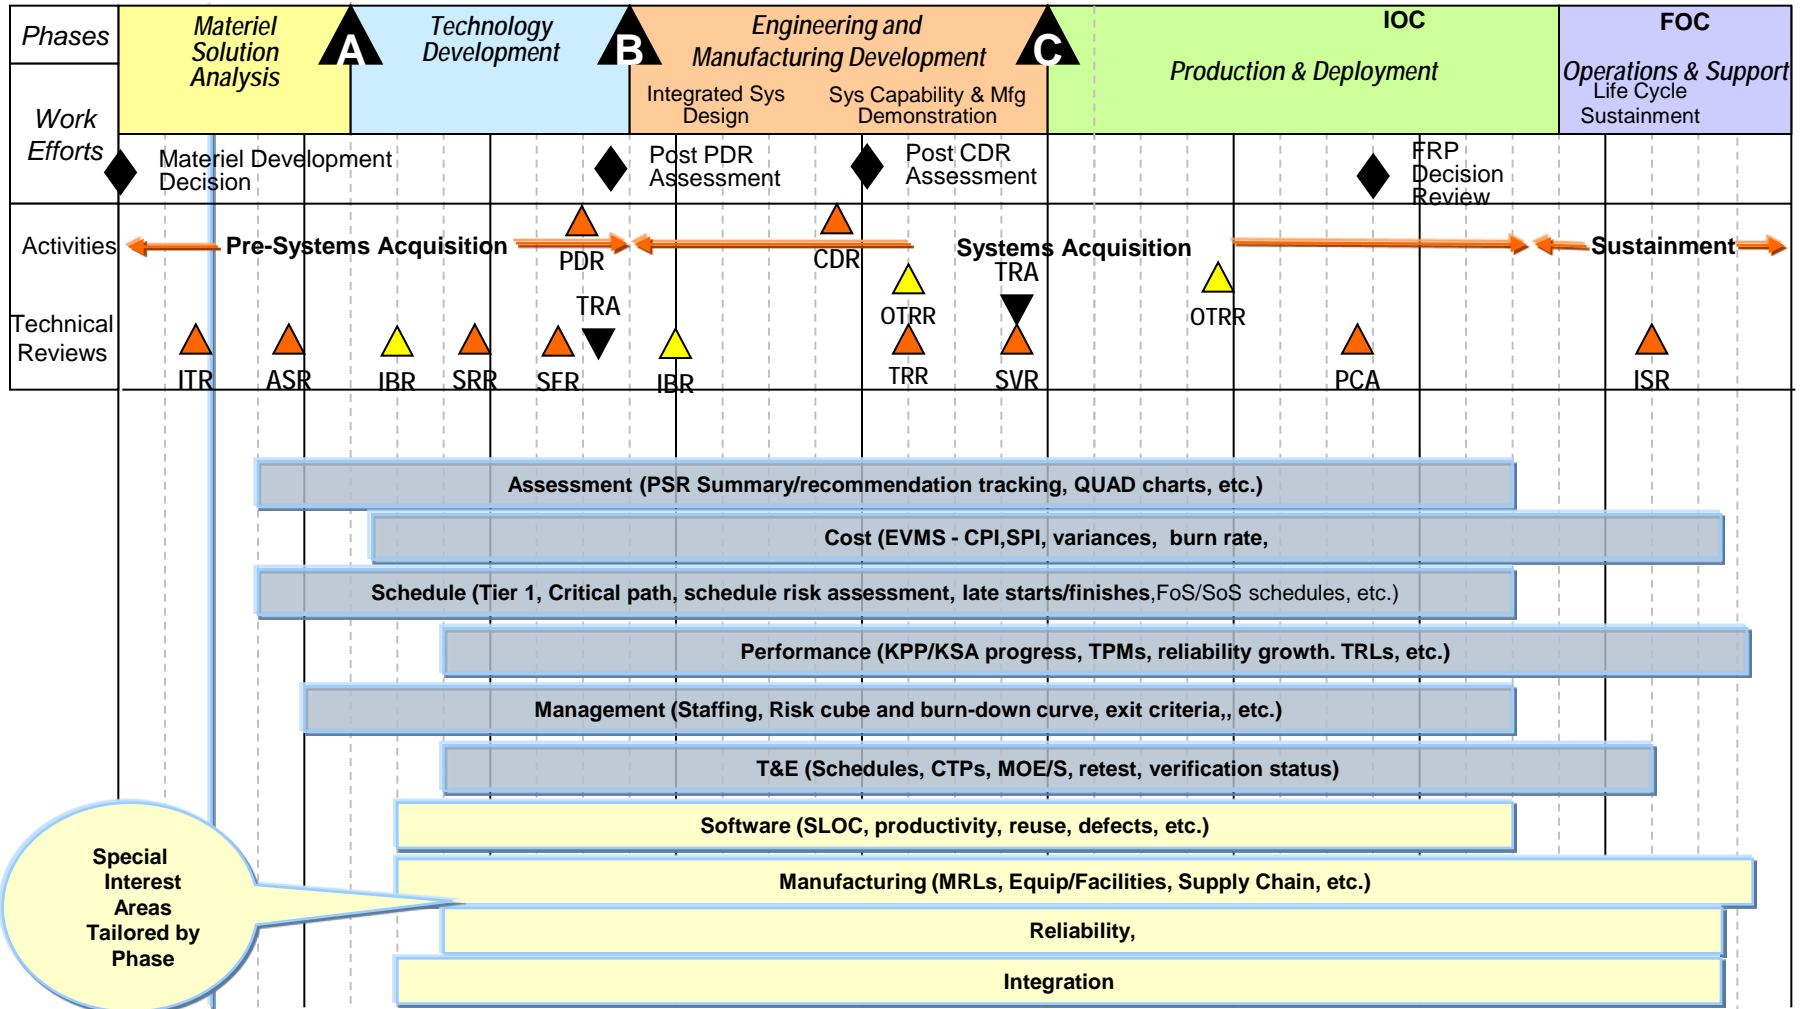 Phases
Materiel
Solution
Analysis
A
Technology
Development
B
Engineering and
Manufacturing Development
C
IOC
Production & Deployment
FOC
Operations & Support
Work
Efforts
Integrated Sys
Design
Sys Capability & Mfg
Demonstration
Life Cycle
Sustainment
Materiel Development
Decision
Post PDR
Assessment
Post CDR
Assessment
FRP
Decision
Review
Activities
Pre-Systems Acquisition
PDR
CDR
Systems Acquisition
Sustainment
TRA
TRA
OTRR
OTRR
Technical
Reviews
ITR
ASR
IBR
SRR
SFR
IBR
TRR
SVR
PCA
ISR
Assessment (PSR Summary/recommendation tracking, QUAD charts, etc.)
Cost (EVMS - CPI,SPI, variances,  burn rate,
Schedule (Tier 1, Critical path, schedule risk assessment, late starts/finishes,FoS/SoS schedules, etc.)
Performance (KPP/KSA progress, TPMs, reliability growth. TRLs, etc.)
Management (Staffing, Risk cube and burn-down curve, exit criteria,, etc.)
T&E (Schedules, CTPs, MOE/S, retest, verification status)
Software (SLOC, productivity, reuse, defects, etc.)
Manufacturing (MRLs, Equip/Facilities, Supply Chain, etc.)
Reliability,
Integration
Special
Interest
Areas
Tailored by
Phase